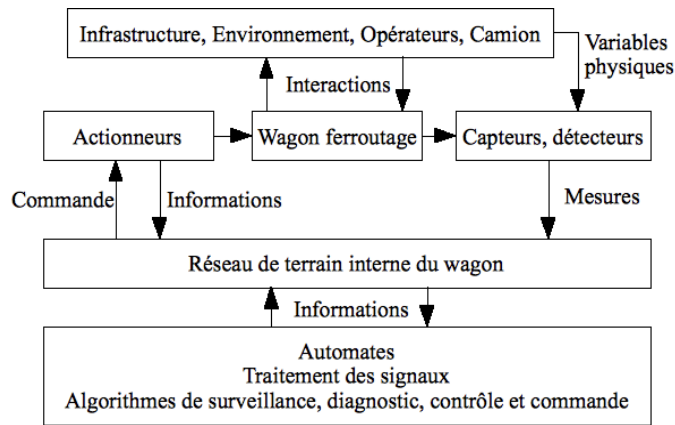 Infrastructure, Environnement, Opérateurs, Camion
Variables
physiques
Interactions
Actionneurs
Wagon ferroutage
Capteurs, détecteurs
Commande
Informations
Mesures
Réseau de terrain interne du wagon
Informations
Automates
Traitement des signaux
Algorithmes de surveillance, diagnostic, contrôle et commande